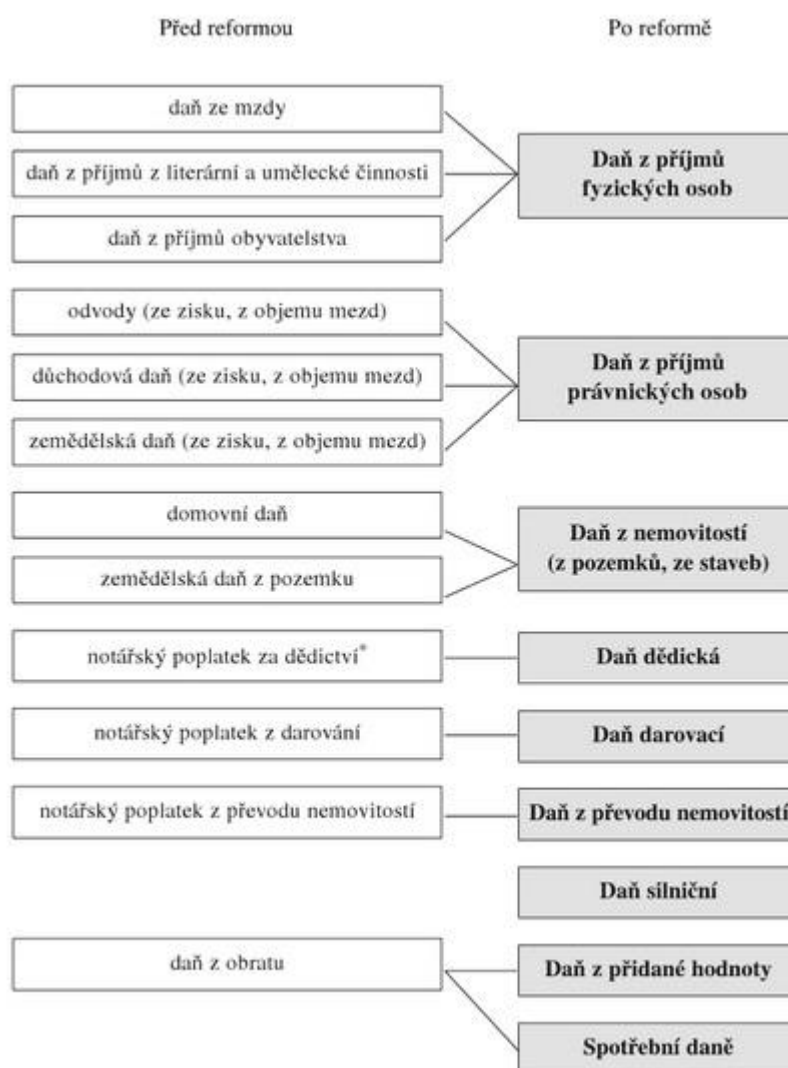 Před reformou
Po reformě
daň ze mzdy
daň z příjmů z literární a umělecké činnosti
daň z příjmů obyvatelstva
Daň z příjmů
fyzických osob
odvody (ze zisku, z objemu mezd)
důchodová daň (ze zisku, z objemu mezd)
zemědělská daň (ze zisku, z objemu mezd)
Daň z příjmů
právnických osob
domovní daň
zemědělská daň z pozemku
Daň z nemovitostí
(z pozemků, ze staveb)
notářský poplatek za dědictví*
Daň dědická
notářský poplatek z darování
Daň darovací
notářský poplatek z převodu nemovitostí
Daň z převodu nemovitostí
Daň silniční
daň z obratu
Daň z přidané hodnoty
Spotřební daně